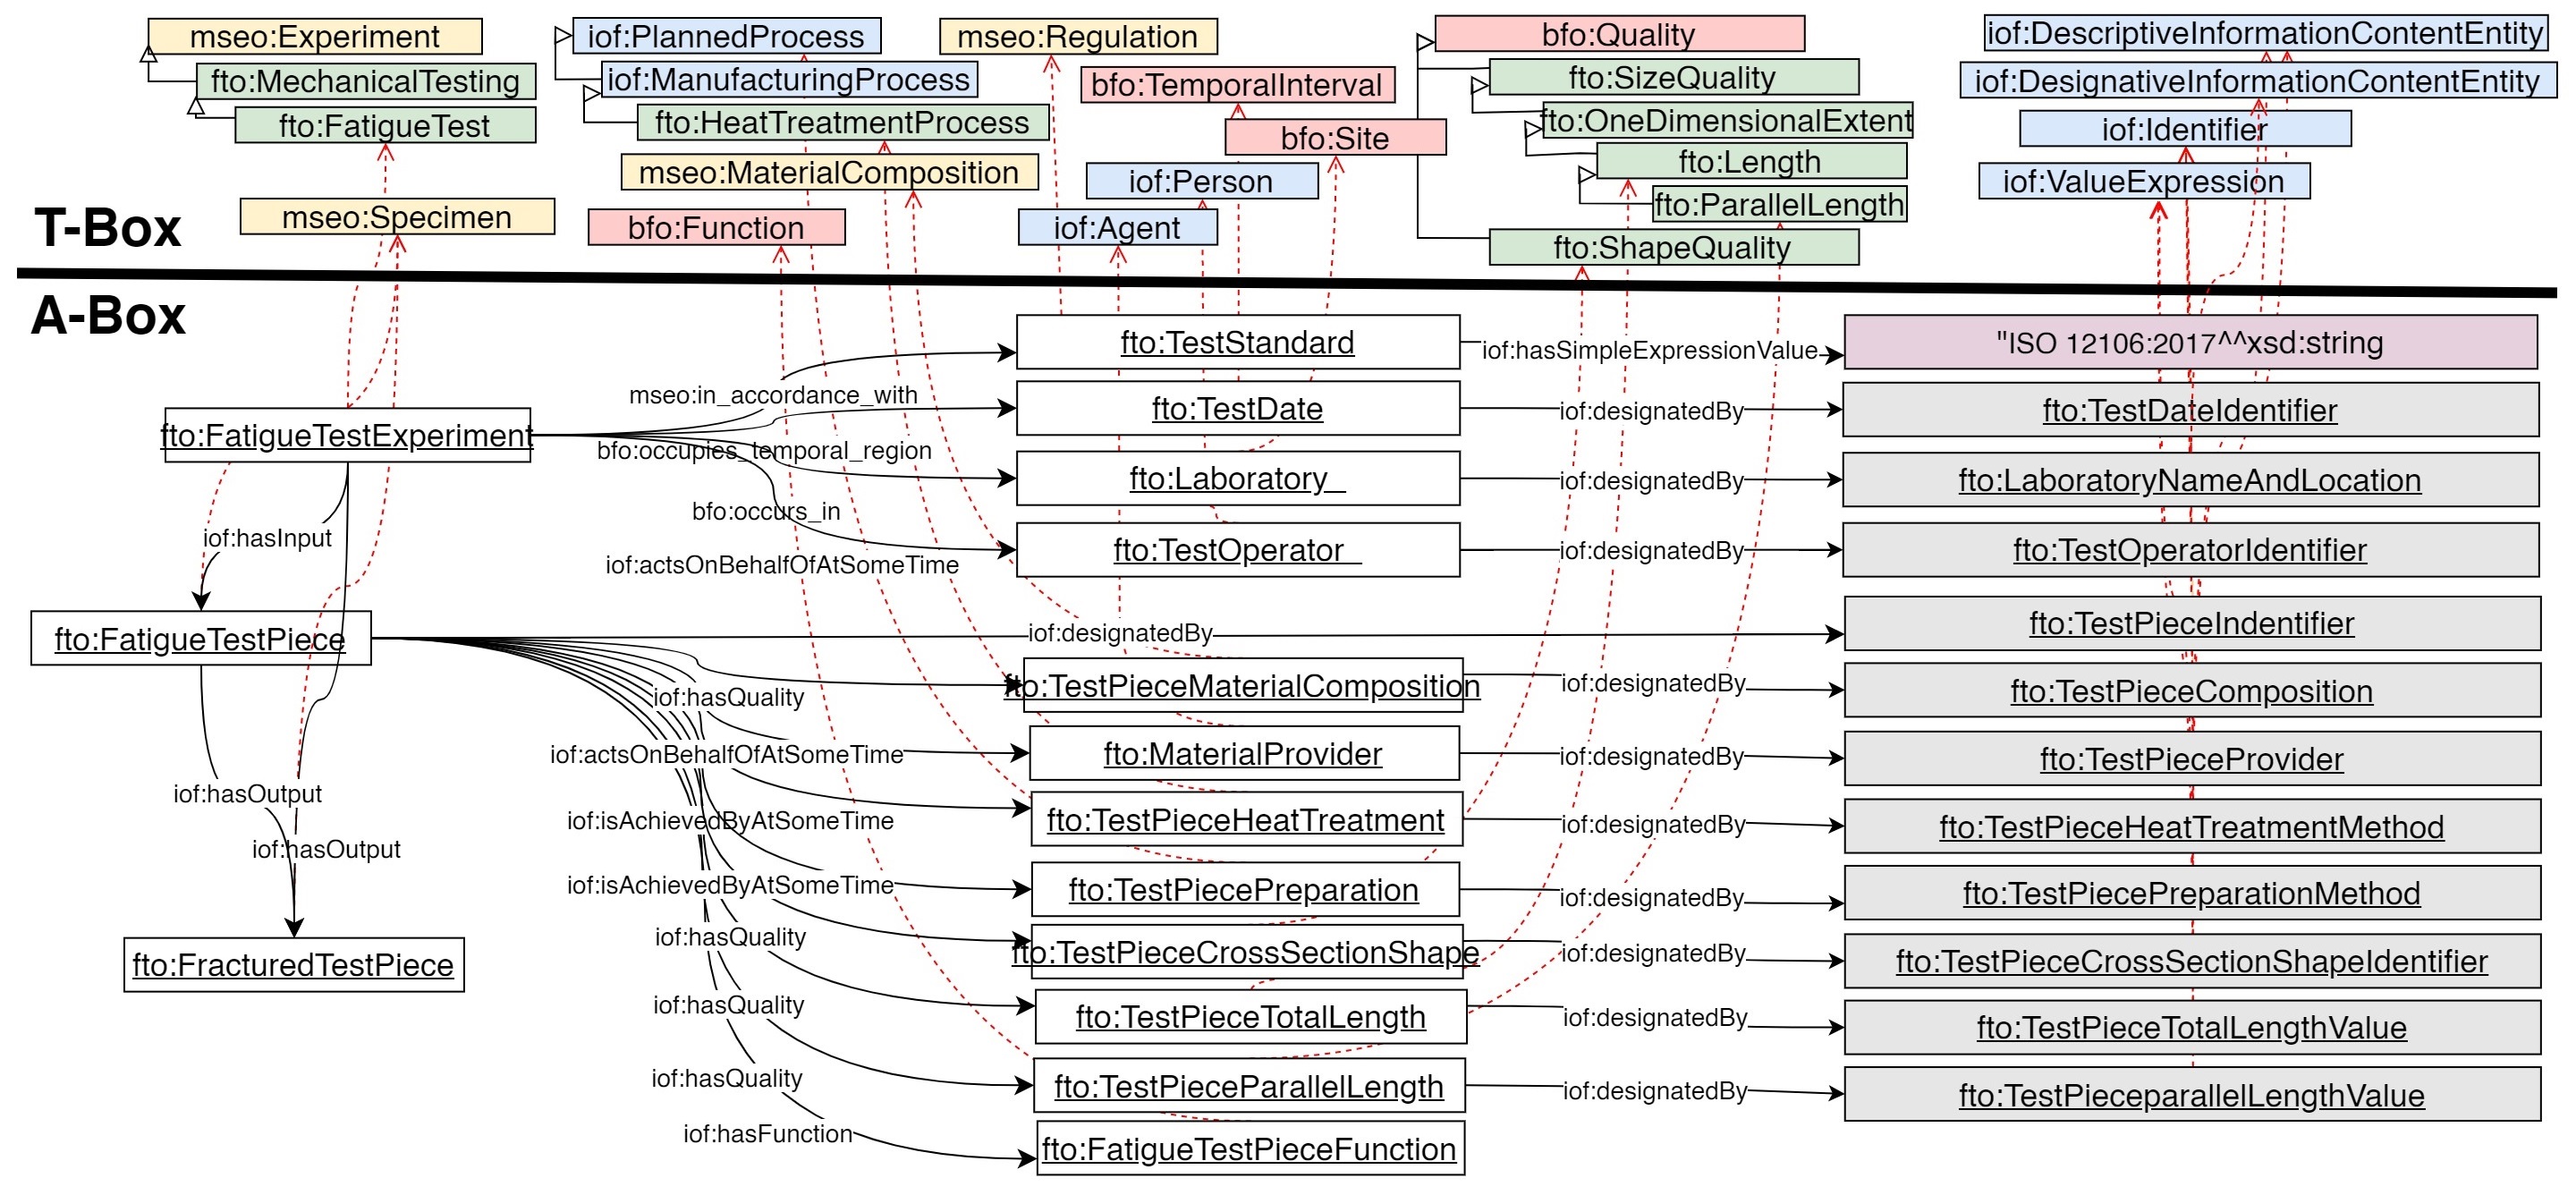 mseo:Experiment
fto:MechanicalTesting
fto:FatigueTest
mseo:Specimen
iof:PlannedProcess
iof:ManufacturingProcess
fto:HeatTreatmentProcess
mseo:MaterialComposition
bfo:Function
mseo:Regulation
bfo:TemporalInterval
bfo:Site
iof:Person
iof:Agent
bfo:Quality
fto:SizeQuality
fto:OneDimensionalExtent
fto:Length
fto:ParallelLength
fto:ShapeQuality
iof:DescriptiveInformationContentEntity
iof:DesignativeInformationContentEntity
iof:Identifier
iof:ValueExpression
T-Box
A-Box
fto:FatigueTestExperiment
iof:hasInput
fto:FatigueTestPiece
iof:hasOutput
iof:hasOutput
fto:FracturedTestPiece
mseo:in_accordance_with
bfo:occupies_temporal_region
bfo:occurs_in
iof:actsOnBehalfOfAtSomeTime
iof:designatedBy
iof:hasQuality
iof:actsOnBehalfOfAtSomeTime
iof:isAchievedByAtSomeTime
iof:isAchievedByAtSomeTime
iof:hasQuality
iof:hasQuality
iof:hasQuality
iof:hasFunction
fto:TestStandard
fto:TestDate
fto:Laboratory_
fto:TestOperator_
fto:TestPieceMaterialComposition
fto:MaterialProvider
fto:TestPieceHeatTreatment
fto:TestPiecePreparation
fto:TestPieceCrossSectionShape
fto:TestPieceTotalLength
fto:TestPieceParallelLength
fto:FatigueTestPieceFunction
iof:hasSimpleExpressionValue
iof:designatedBy
iof:designatedBy
iof:designatedBy
iof:designatedBy
iof:designatedBy
iof:designatedBy
iof:designatedBy
iof:designatedBy
iof:designatedBy
iof:designatedBy
"ISO 12106:2017^^xsd:string
fto:TestDateIdentifier
fto:LaboratoryNameAndLocation
fto:TestOperatorIdentifier
fto:TestPieceIndentifier
fto:TestPieceComposition
fto:TestPieceProvider
fto:TestPieceHeatTreatmentMethod
fto:TestPiecePreparationMethod
fto:TestPieceCrossSectionShapeIdentifier
fto:TestPieceTotalLengthValue
fto:TestPieceparallelLengthValue